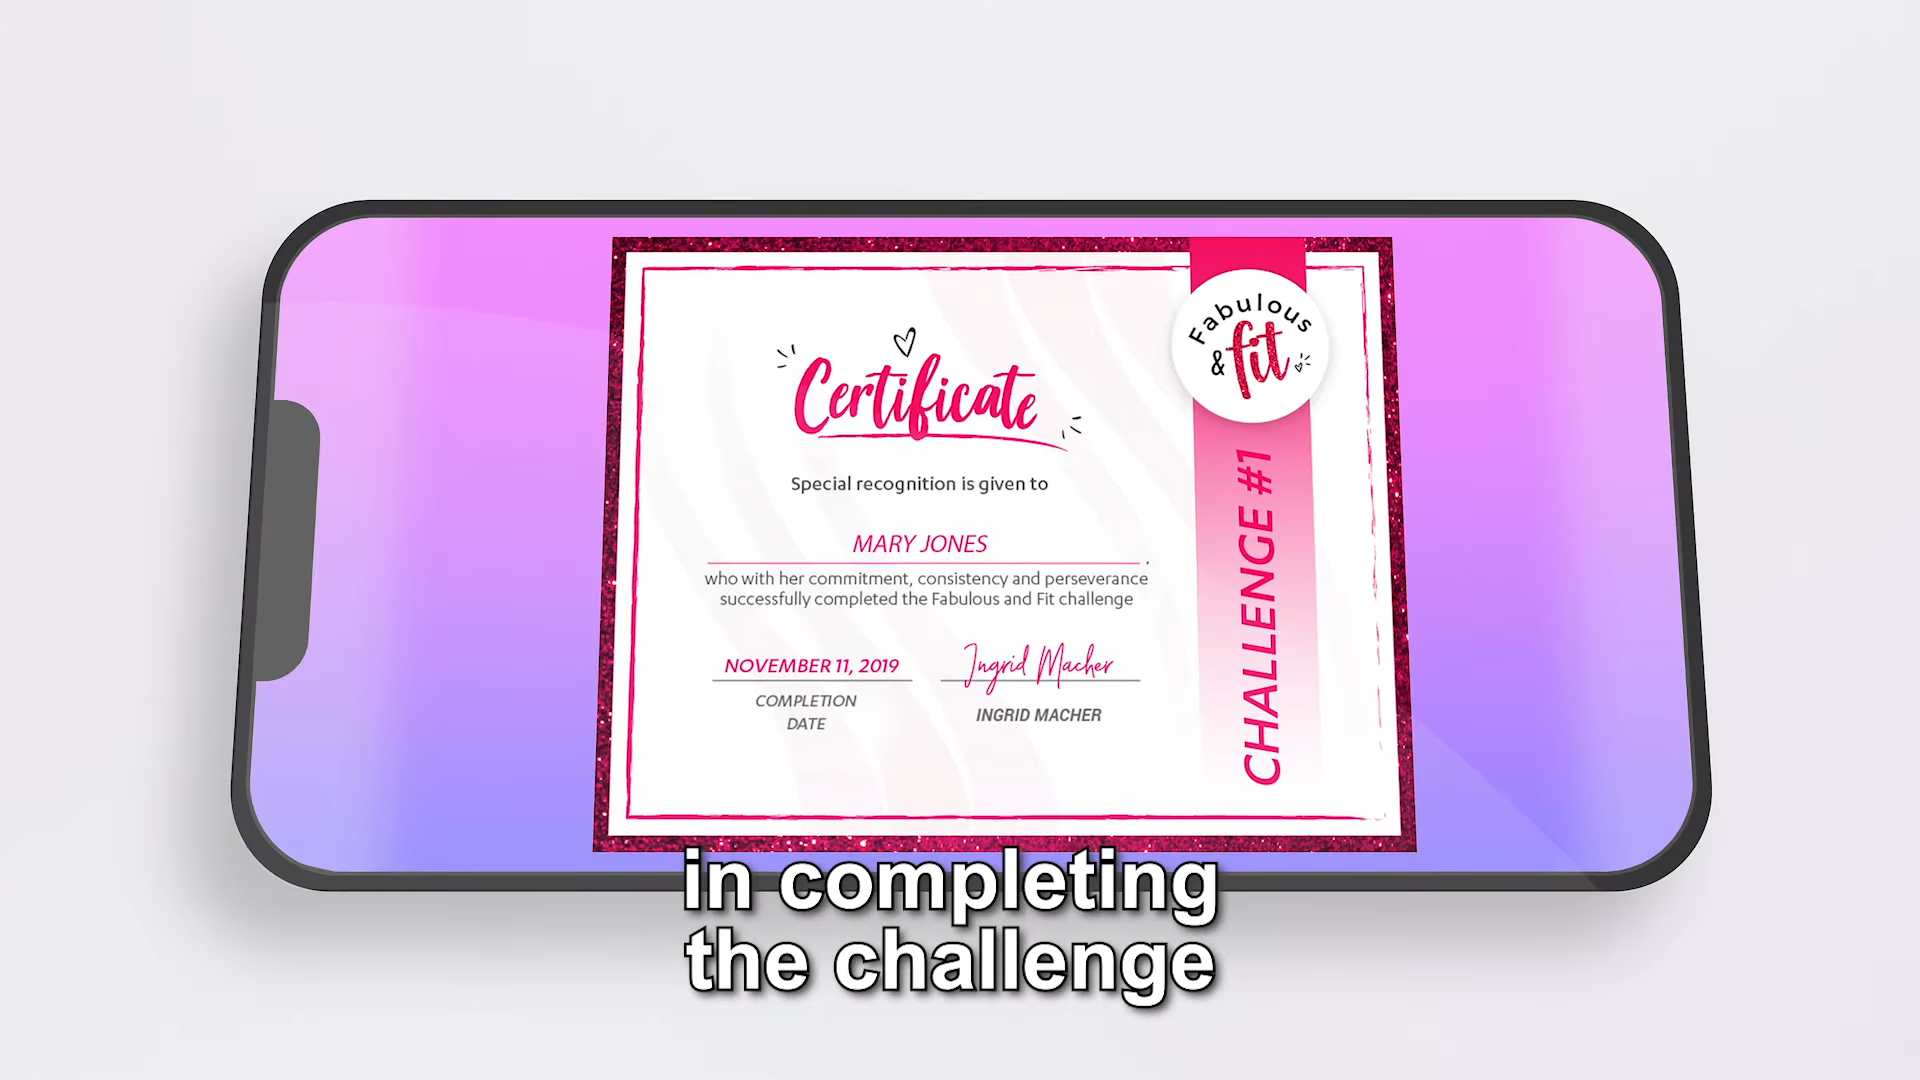 Fabulous
& fit
Certificate
CHALLENGE #1
Special recognition is given to
MARY JONES
who with her commitment, consistency and perseverance
successfully completed the Fabulous and Fit challenge
NOVEMBER 11, 2019
Ingrid Macher
COMPLETION
DATE
INGRID MACHER
in completing
the challenge